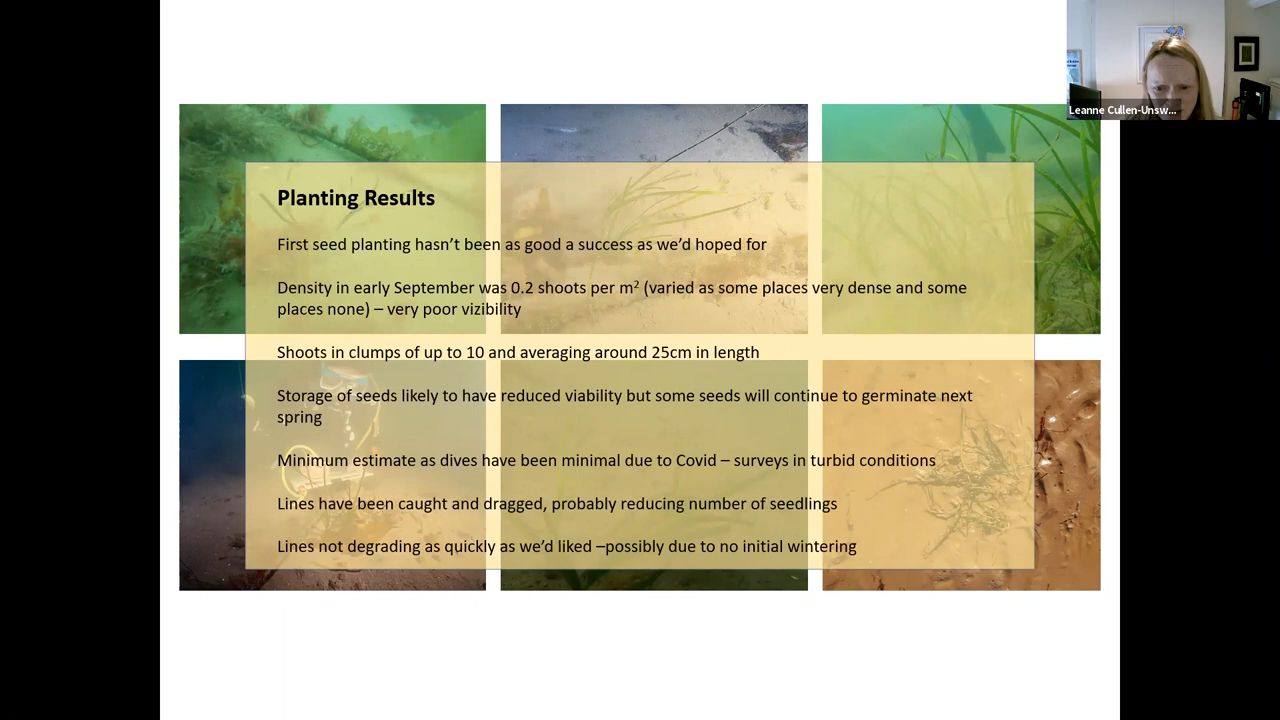 Leanne Cullen-Unsw...
Planting Results
First seed planting hasn't been as good a success as we'd hoped for
Density in early September was 0.2 shoots per m² (varied as some places very dense and some
places none) – very poor vizibility
Shoots in clumps of up to 10 and averaging around 25cm in length
Storage of seeds likely to have reduced viability but some seeds will continue to germinate next
spring
Minimum estimate as dives have been minimal due to Covid – surveys in turbid conditions
Lines have been caught and dragged, probably reducing number of seedlings
Lines not degrading as quickly as we'd liked –possibly due to no initial wintering